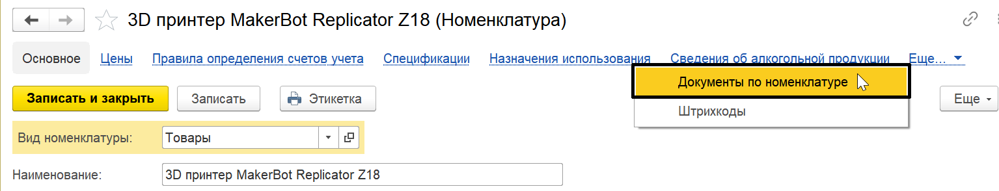 3D принтер MakerBot Replicator Z18 (Номенклатура)
Основное Цены Правила определения счетов учета Спецификации Назначения использования Сведения об алкогольной продукции Еще...
Документы по номенклатуре
Записать и закрыть Записать Этикетка Еще
Штрихкоды
Вид номенклатуры: Товары
Наименование: 3D принтер MakerBot Replicator Z18